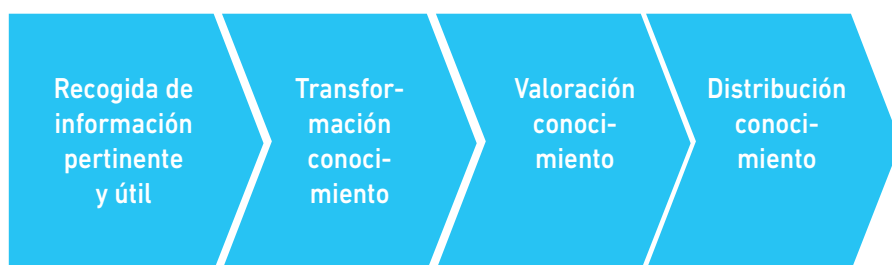 Recogida de
información
pertinente
y útil
Transfor-
mación
conoci-
miento
Valoración
conoci-
miento
Distribución
conoci-
miento